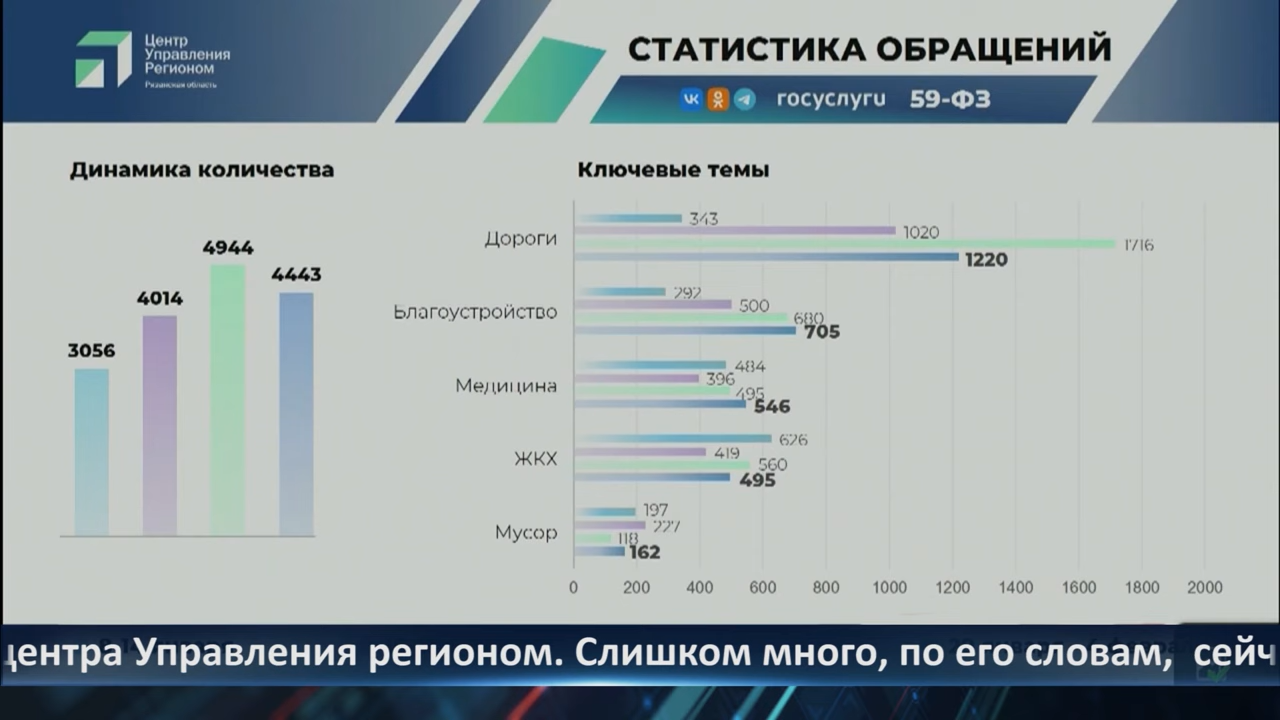 Центр
Управления
Регионом
Рязанская область
СТАТИСТИКА ОБРАЩЕНИЙ
госуслуги 59-ФЗ
Динамика количества
3056
4014
4944
4443
Ключевые темы
Дороги
343
1020
1716
1220
Благоустройство
292
500
680
705
Медицина
484
396
495
546
ЖКХ
626
419
560
495
Мусор
197
227
118
162
0 200 400 600 800 1000 1200 1400 1600 1800 2000
центра Управления регионом. Слишком много, по его словам, сейч